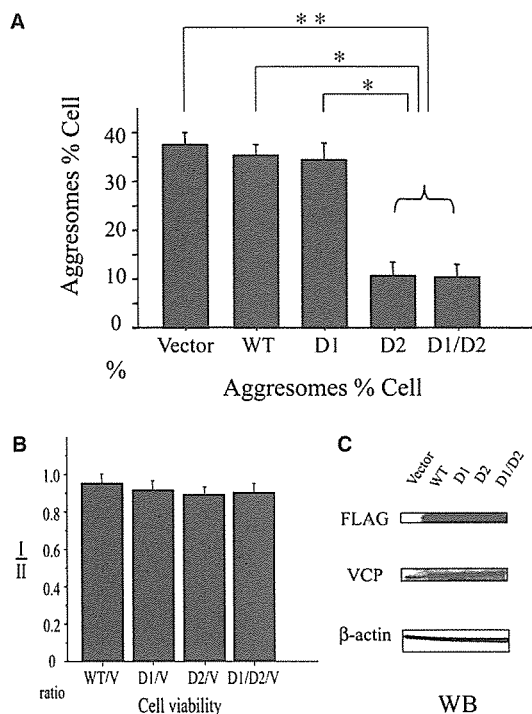 A
* *
*
*
Aggresomes % Cell
40
30
20
10
0
%
Vector WT D1 D2 D1/D2
Aggresomes % Cell
B
I
II
1.0
0.8
0.6
0.4
0.2
0
ratio
WT/V D1/V D2/V D1/D2/V
Cell viability
C
Vector WT D1 D2 D1/D2
FLAG
VCP
β-actin
WB